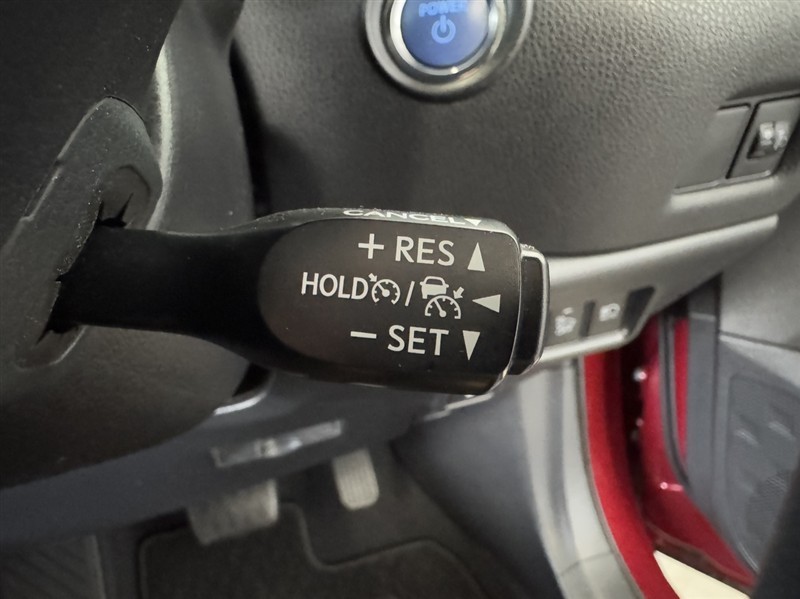 POWER
CANCEL
+ RES
HOLD /
− SET